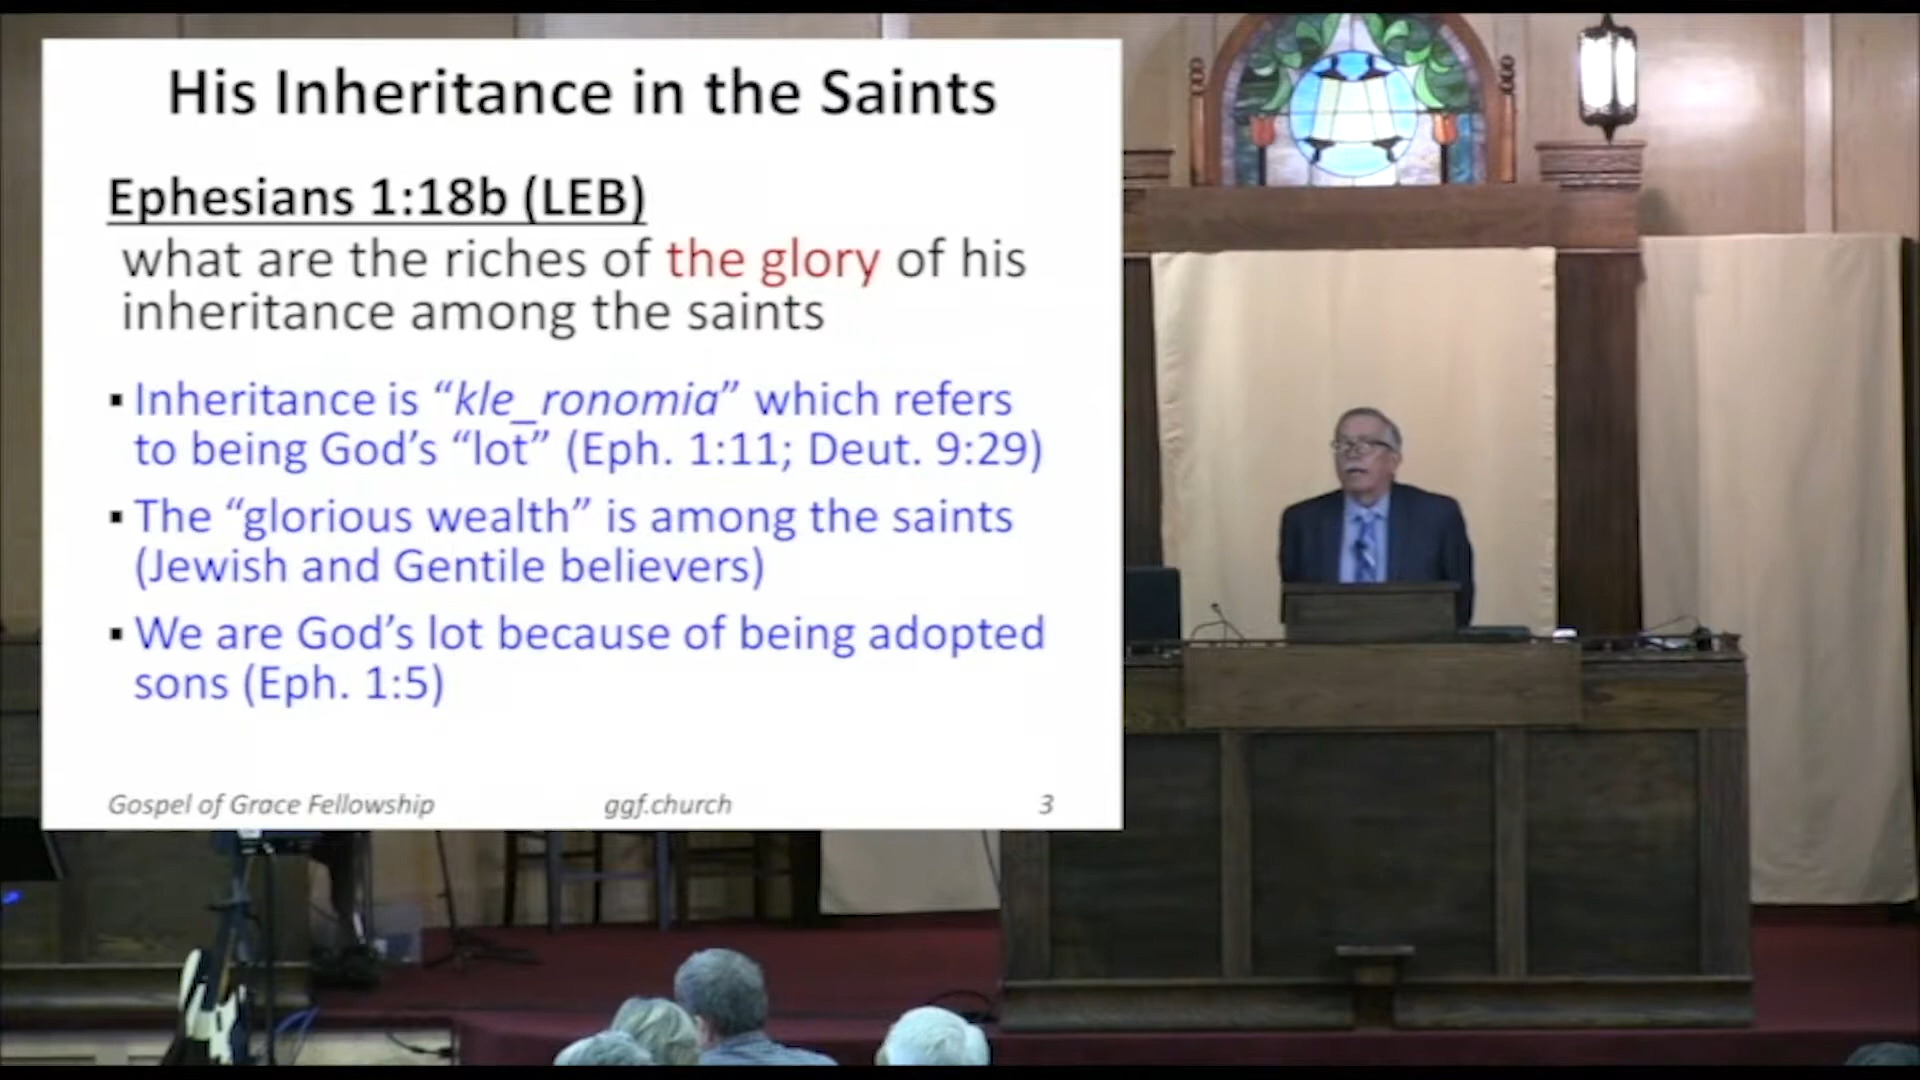 His Inheritance in the Saints
Ephesians 1:18b (LEB)
what are the riches of the glory of his
inheritance among the saints
▪ Inheritance is “kle_ronomia” which refers
to being God’s “lot” (Eph. 1:11; Deut. 9:29)
▪ The “glorious wealth” is among the saints
(Jewish and Gentile believers)
▪ We are God’s lot because of being adopted
sons (Eph. 1:5)
Gospel of Grace Fellowship ggf.church 3